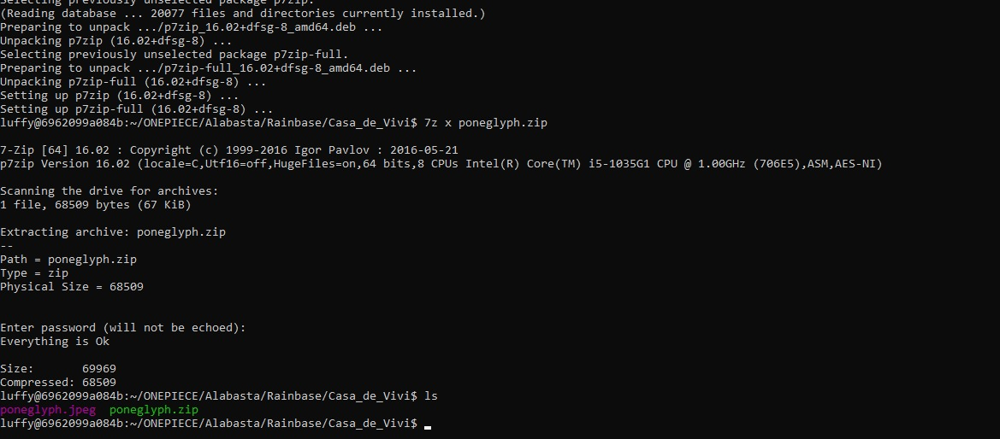 Selecting previously unselected package p7zip.
(Reading database ... 20077 files and directories currently installed.)
Preparing to unpack .../p7zip_16.02+dfsg-8_amd64.deb ...
Unpacking p7zip (16.02+dfsg-8) ...
Selecting previously unselected package p7zip-full.
Preparing to unpack .../p7zip-full_16.02+dfsg-8_amd64.deb ...
Unpacking p7zip-full (16.02+dfsg-8) ...
Setting up p7zip (16.02+dfsg-8) ...
Setting up p7zip-full (16.02+dfsg-8) ...
luffy@6962099a084b:~/ONEPIECE/Alabasta/Rainbase/Casa_de_Vivi$ 7z x poneglyph.zip
7-Zip [64] 16.02 : Copyright (c) 1999-2016 Igor Pavlov : 2016-05-21
p7zip Version 16.02 (locale=C,Utf16=off,HugeFiles=on,64 bits,8 CPUs Intel(R) Core(TM) i5-1035G1 CPU @ 1.00GHz (706E5),ASM,AES-NI)
Scanning the drive for archives:
1 file, 68509 bytes (67 KiB)
Extracting archive: poneglyph.zip
--
Path = poneglyph.zip
Type = zip
Physical Size = 68509
Enter password (will not be echoed):
Everything is Ok
Size:       69969
Compressed: 68509
luffy@6962099a084b:~/ONEPIECE/Alabasta/Rainbase/Casa_de_Vivi$ ls
poneglyph.jpeg  poneglyph.zip
luffy@6962099a084b:~/ONEPIECE/Alabasta/Rainbase/Casa_de_Vivi$